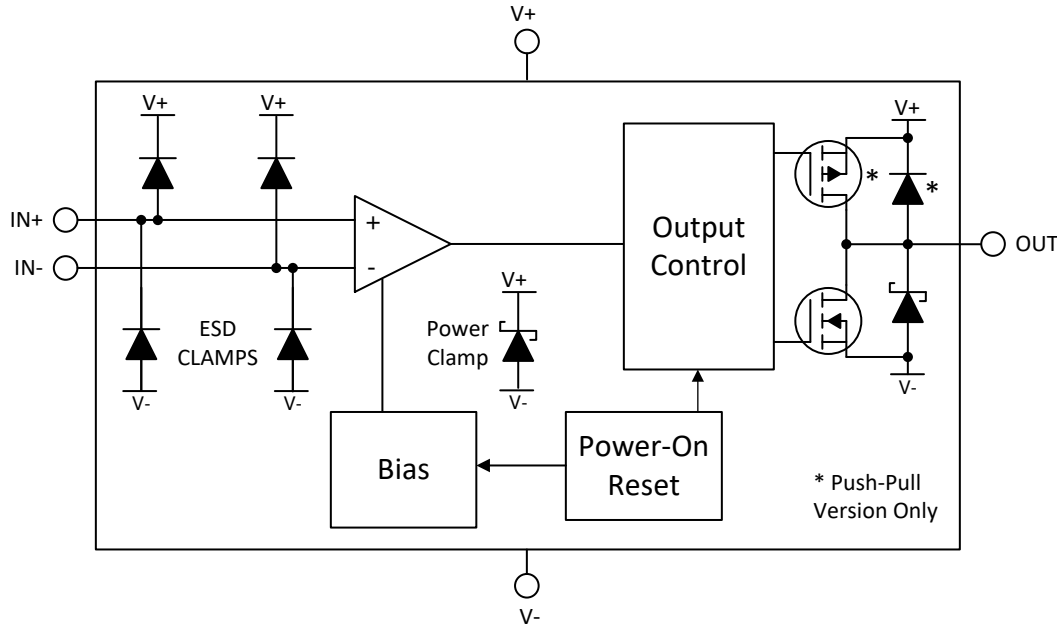 V+
V+
V+
V+
IN+
IN-
+
-
*
*
Output
Control
OUT
V+
Power
Clamp
V-
ESD
CLAMPS
V-
V-
V-
Bias
Power-On
Reset
* Push-Pull
Version Only
V-